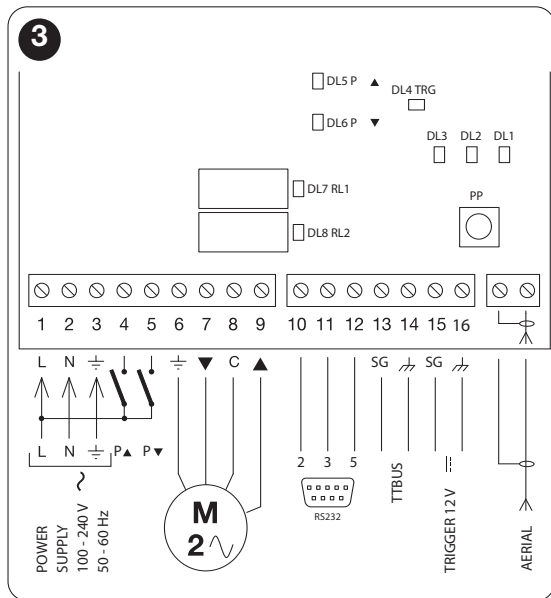 3
DL5 P ▲
DL4 TRG
DL6 P ▼
DL3 DL2 DL1
DL7 RL1
PP
DL8 RL2
1 2 3 4 5 6 7 8 9 10 11 12 13 14 15 16
L N ⏚ ⏚ ▼ C ▲ SG SG
L N ⏚ P▲ P▼ 2 3 5
POWER
SUPPLY
100 - 240 V ~
50 - 60 Hz
M
2
RS232
TTBUS
TRIGGER 12 V
AERIAL